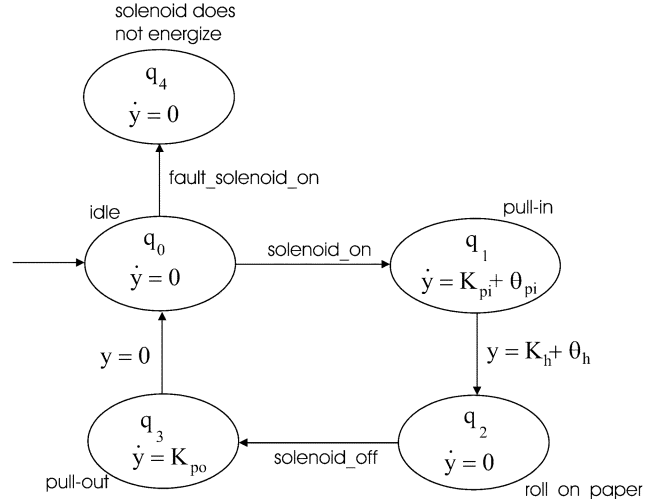 solenoid does
not energize
q4
ẏ = 0
fault_solenoid_on
idle
q0
ẏ = 0
solenoid_on
pull-in
q1
ẏ = Kpi + θpi
y = 0
y = Kh + θh
q3
ẏ = Kpo
pull-out
solenoid_off
q2
ẏ = 0
roll on paper